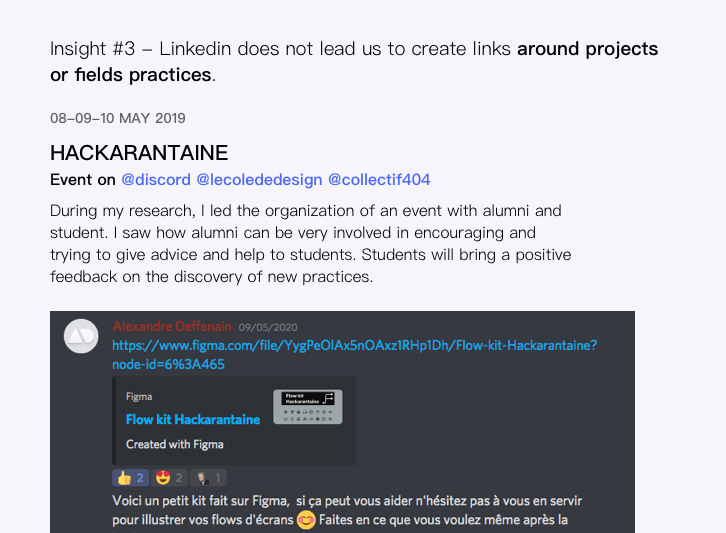 Insight #3 – Linkedin does not lead us to create links around projects
or fields practices.
08–09–10 MAY 2019
HACKARANTAINE
Event on @discord @lecolededesign @collectif404
During my research, I led the organization of an event with alumni and
student. I saw how alumni can be very involved in encouraging and
trying to give advice and help to students. Students will bring a positive
feedback on the discovery of new practices.
Alexandre Deffenain 09/05/2020
https://www.figma.com/file/YygPeOlAx5nOAxz1RHp1Dh/Flow-kit-Hackarantaine?
node-id=6%3A465
Figma
Flow kit
Hackarantaine
Flow kit Hackarantaine
Created with Figma
👍 2 😍 2 1
Voici un petit kit fait sur Figma, si ça peut vous aider n'hésitez pas à vous en servir
pour illustrer vos flows d'écrans 😊 Faites en ce que vous voulez même après la